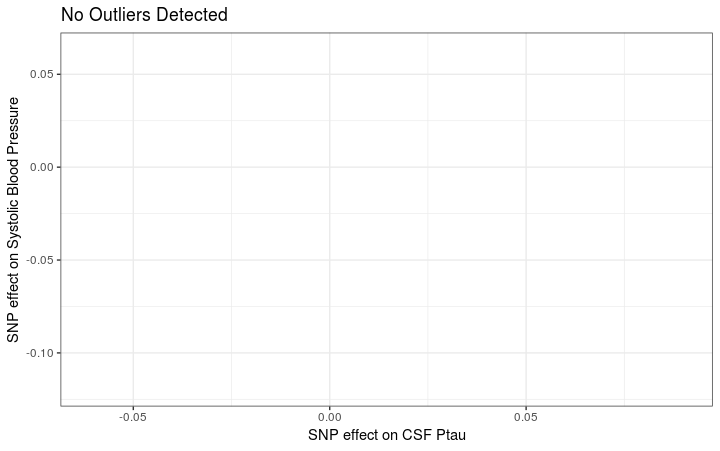 No Outliers Detected
SNP effect on Systolic Blood Pressure
0.05
0.00
-0.05
-0.10
-0.05
0.00
0.05
SNP effect on CSF Ptau